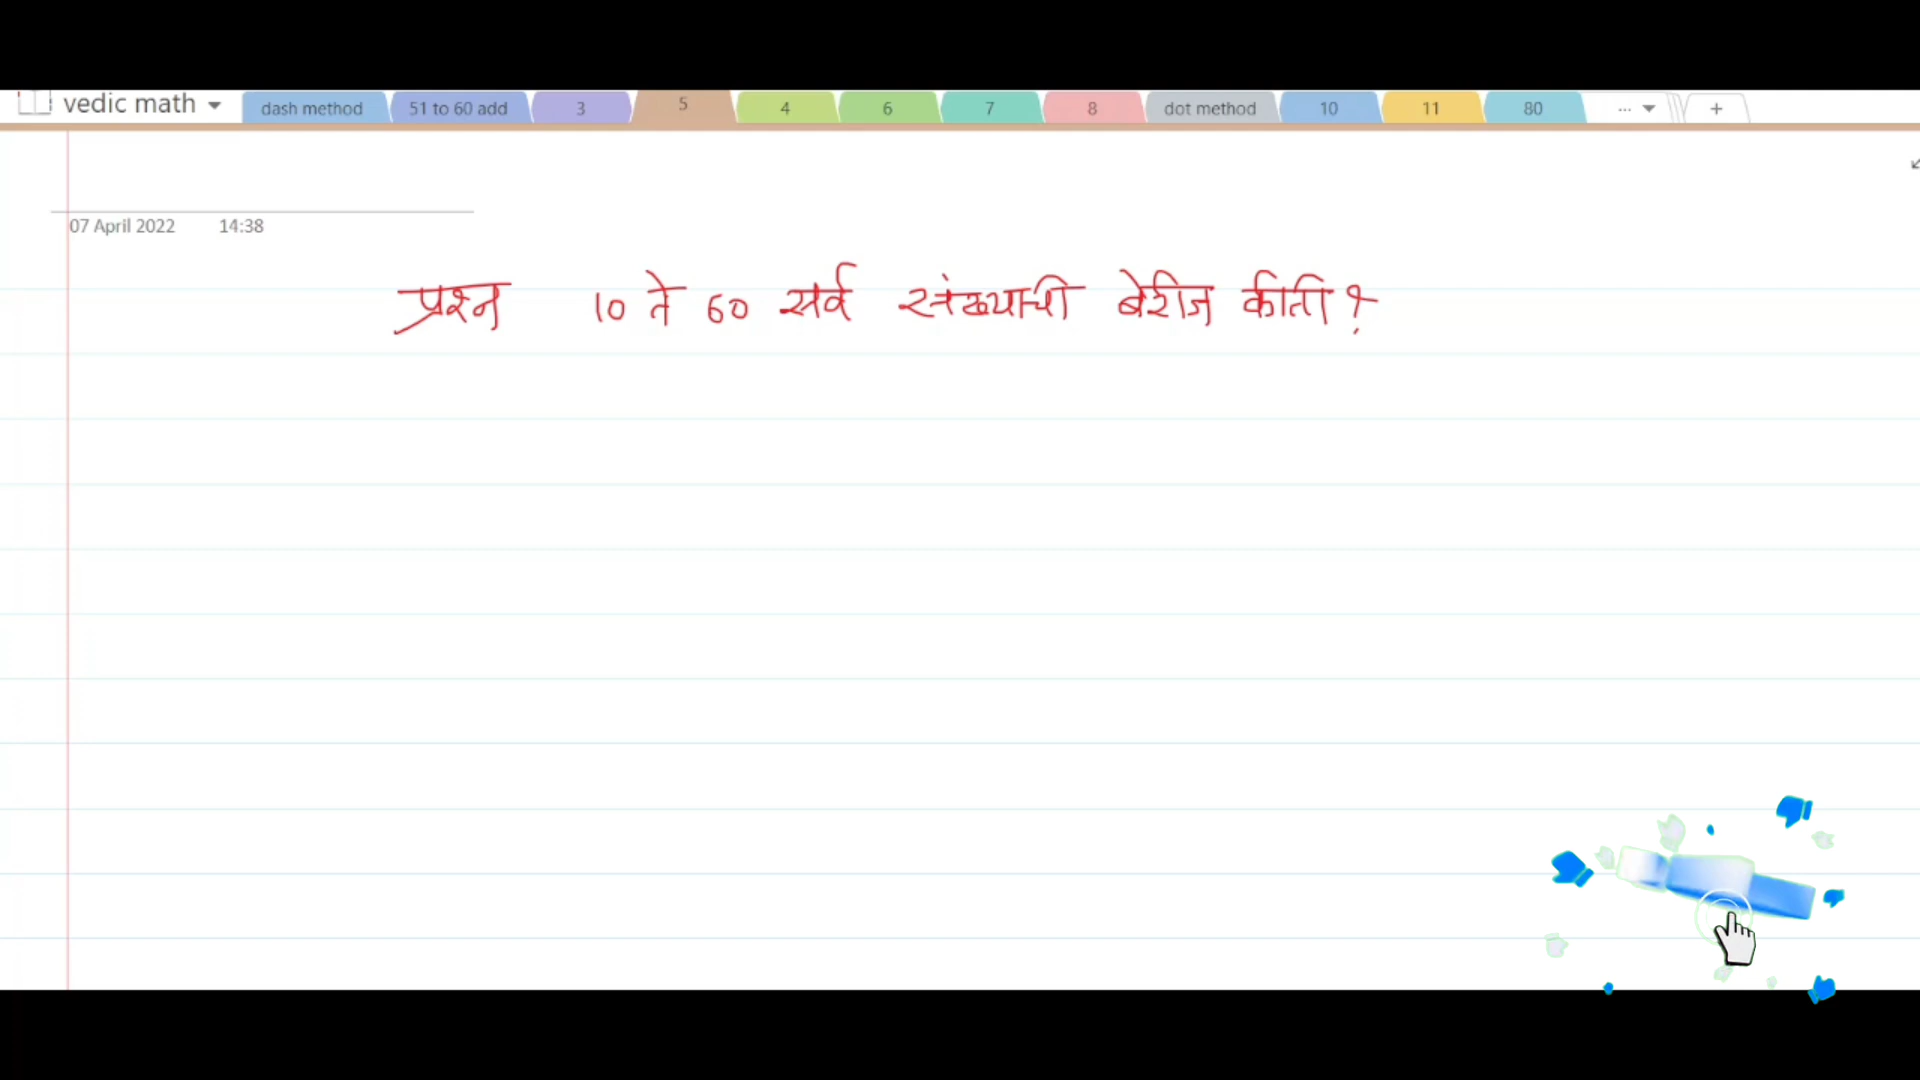 vedic math dash method 51 to 60 add 3 5 4 6 7 8 dot method 10 11 80 ... +
07 April 2022 14:38
प्रश्न 10 ते 60 सर्व संख्याची बेरीज कीती?